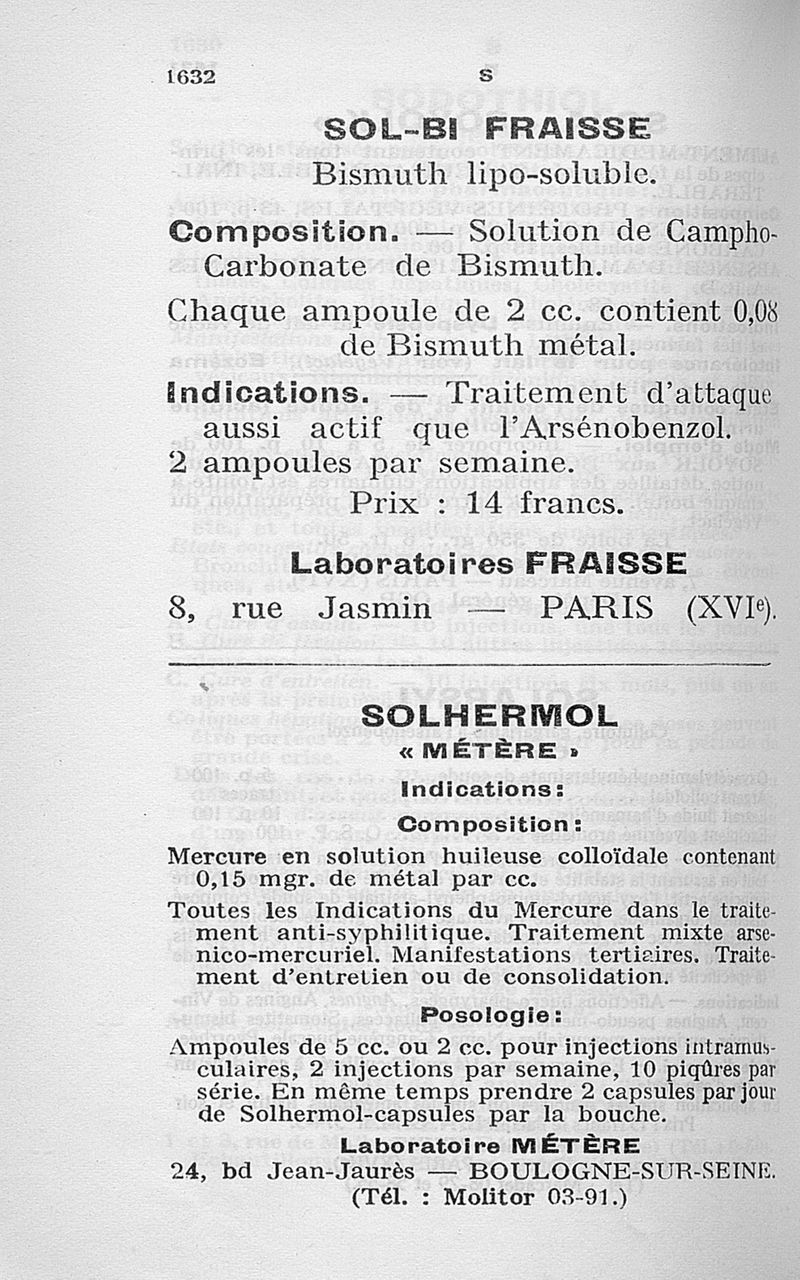 1632
S
SOL-BI FRAISSE
Bismuth lipo-soluble.
Composition. — Solution de Campho-
Carbonate de Bismuth.
Chaque ampoule de 2 cc. contient 0,08
de Bismuth métal.
Indications. — Traitement d'attaque
aussi actif que l'Arsénobenzol.
2 ampoules par semaine.
Prix : 14 francs.
Laboratoires FRAISSE
8, rue Jasmin — PARIS (XVIe).
SOLHERMOL
« MÉTÈRE »
Indications:
Composition:
Mercure en solution huileuse colloïdale contenant
0,15 mgr. de métal par cc.
Toutes les Indications du Mercure dans le traite-
ment anti-syphilitique. Traitement mixte arse-
nico-mercuriel. Manifestations tertiaires. Traite-
ment d'entretien ou de consolidation.
Posologie:
Ampoules de 5 cc. ou 2 cc. pour injections intramus-
culaires, 2 injections par semaine, 10 piqûres par
série. En même temps prendre 2 capsules par jour
de Solhermol-capsules par la bouche.
Laboratoire MÉTÈRE
24, bd Jean-Jaurès — BOULOGNE-SUR-SEINE.
(Tél. : Molitor 03-91.)